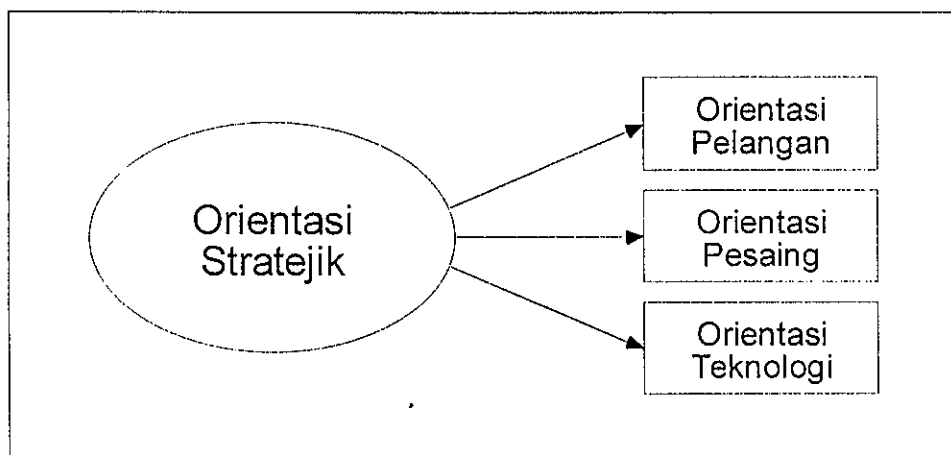 Orientasi
Stratejik
Orientasi
Pelangan
Orientasi
Pesaing
Orientasi
Teknologi